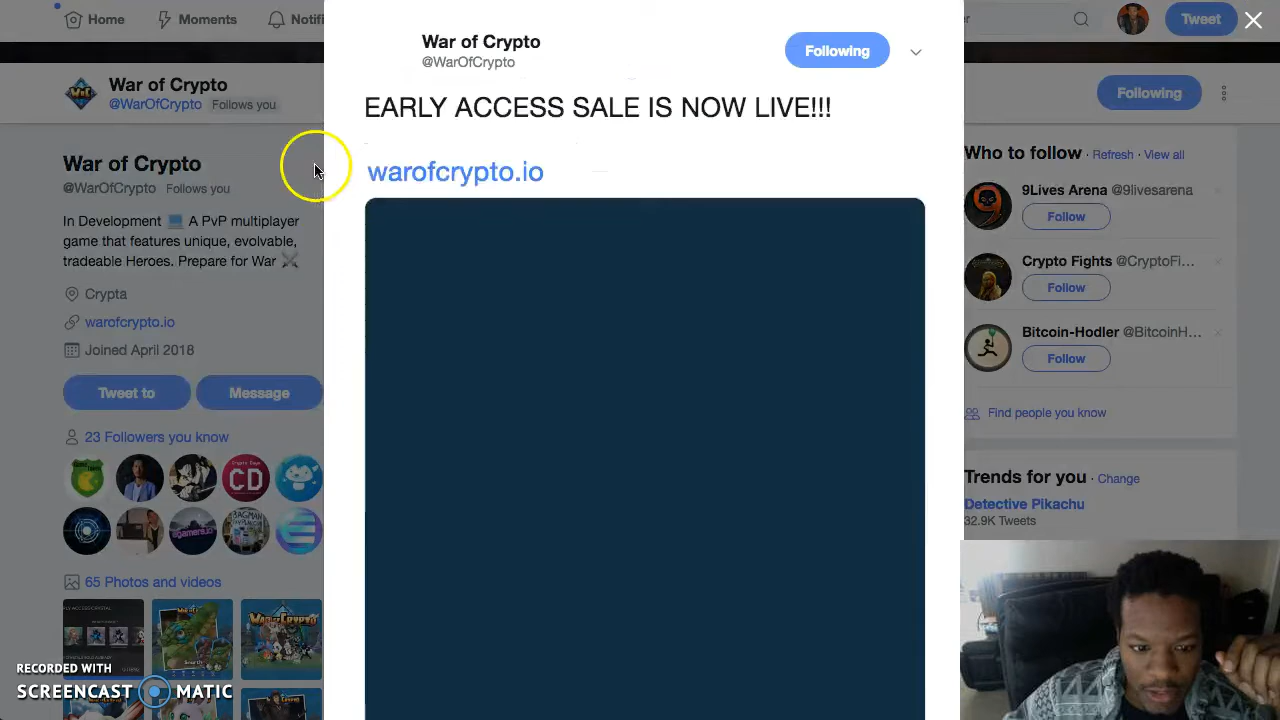 Home
Moments
Notifi
War of Crypto
@WarOfCrypto
Following
Tweet
War of Crypto
@WarOfCrypto Follows you
Following
EARLY ACCESS SALE IS NOW LIVE!!!
warofcrypto.io
War of Crypto
@WarOfCrypto Follows you
In Development A PvP multiplayer
game that features unique, evolvable,
tradeable Heroes. Prepare for War
Crypta
warofcrypto.io
Joined April 2018
Tweet to
Message
23 Followers you know
CD
65 Photos and videos
Who to follow · Refresh · View all
9Lives Arena @9livesarena
Follow
Crypto Fights @CryptoFi...
Follow
Bitcoin-Hodler @BitcoinH...
Follow
Find people you know
Trends for you · Change
Detective Pikachu
32.9K Tweets
RECORDED WITH
SCREENCAST MATIC